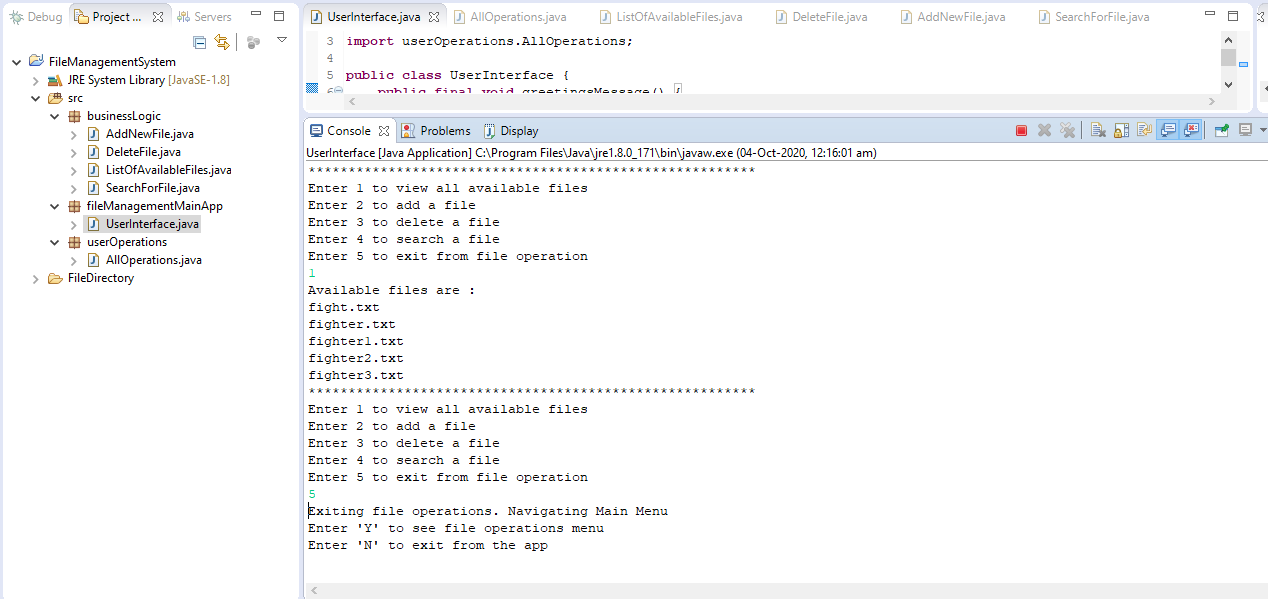 Debug Project ... Servers
FileManagementSystem
JRE System Library [JavaSE-1.8]
src
businessLogic
AddNewFile.java
DeleteFile.java
ListOfAvailableFiles.java
SearchForFile.java
fileManagementMainApp
UserInterface.java
userOperations
AllOperations.java
FileDirectory
UserInterface.java AllOperations.java ListOfAvailableFiles.java DeleteFile.java AddNewFile.java SearchForFile.java
3 import userOperations.AllOperations;
4
5 public class UserInterface {
6 public final void greetingsMessage() {
Console Problems Display
UserInterface [Java Application] C:\Program Files\Java\jre1.8.0_171\bin\javaw.exe (04-Oct-2020, 12:16:01 am)
********************************************************
Enter 1 to view all available files
Enter 2 to add a file
Enter 3 to delete a file
Enter 4 to search a file
Enter 5 to exit from file operation
1
Available files are :
fight.txt
fighter.txt
fighter1.txt
fighter2.txt
fighter3.txt
********************************************************
Enter 1 to view all available files
Enter 2 to add a file
Enter 3 to delete a file
Enter 4 to search a file
Enter 5 to exit from file operation
5
Exiting file operations. Navigating Main Menu
Enter 'Y' to see file operations menu
Enter 'N' to exit from the app